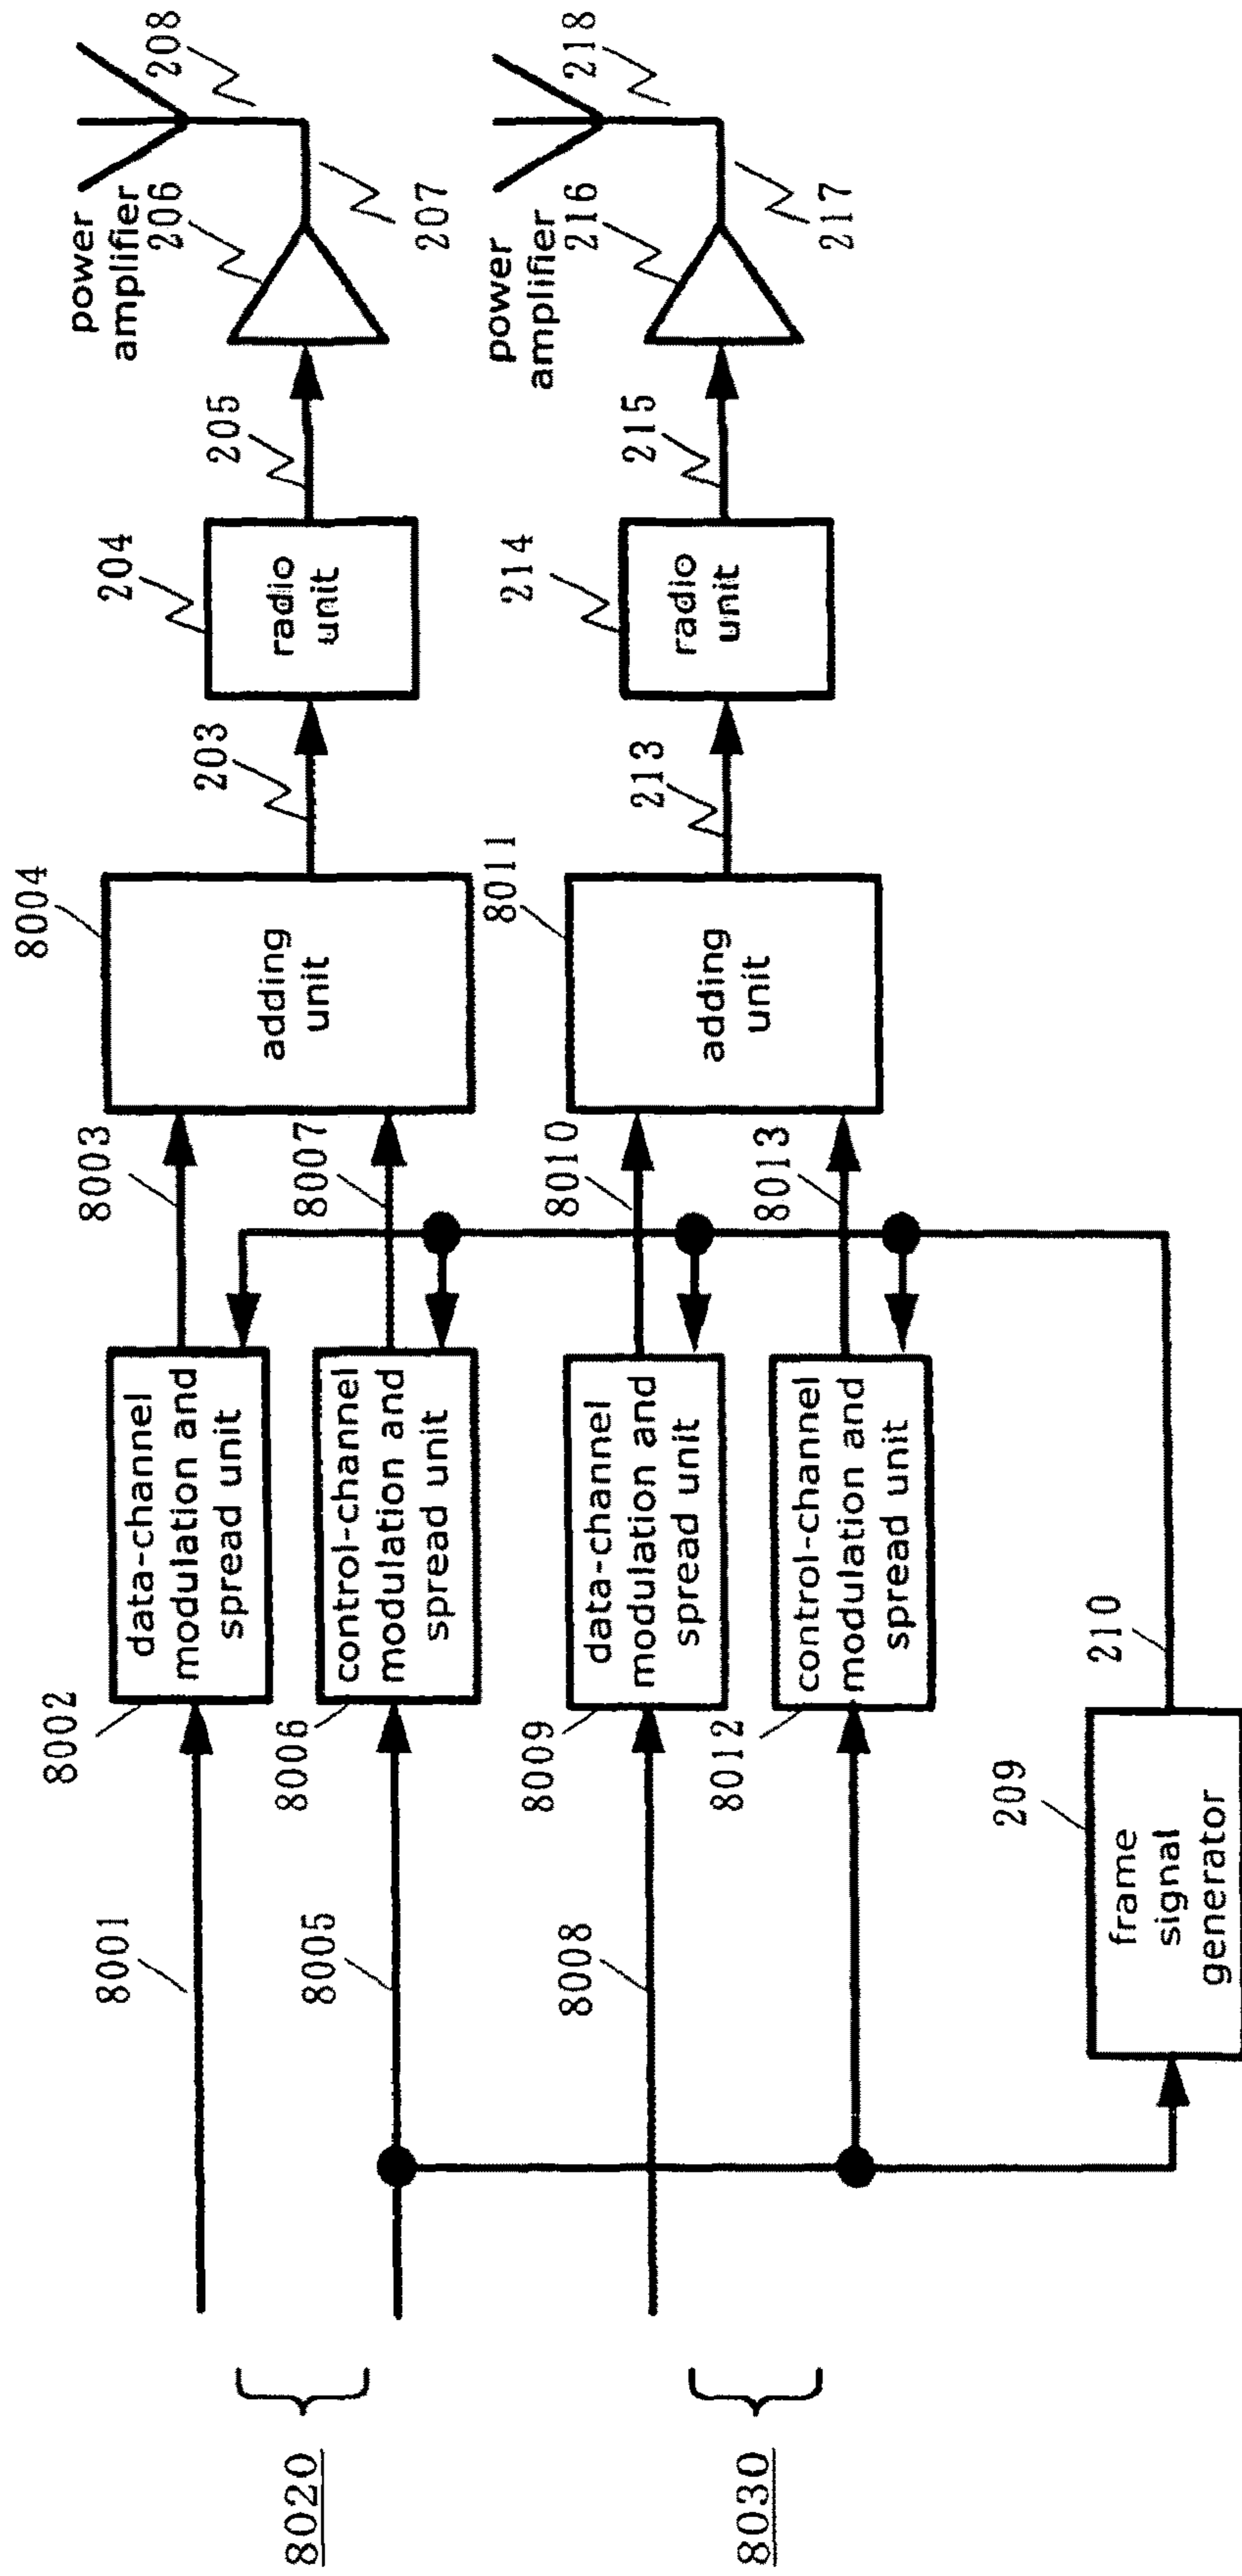 8020
8001
8002
data-channel
modulation and
spread unit
8003
8005
8006
control-channel
modulation and
spread unit
8007
8004
adding
unit
203
204
radio
unit
205
power
amplifier
206
207
208
8030
8008
8009
data-channel
modulation and
spread unit
8010
8012
control-channel
modulation and
spread unit
8013
8011
adding
unit
213
214
radio
unit
215
power
amplifier
216
217
218
209
frame
signal
generator
210